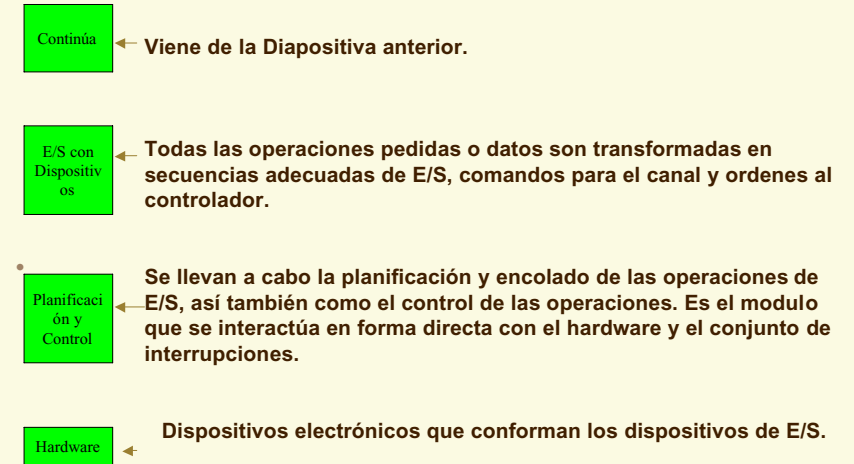 Continúa
Viene de la Diapositiva anterior.
E/S con
Dispositiv
os
Todas las operaciones pedidas o datos son transformadas en
secuencias adecuadas de E/S, comandos para el canal y ordenes al
controlador.
Planificaci
ón y
Control
Se llevan a cabo la planificación y encolado de las operaciones de
E/S, así también como el control de las operaciones. Es el modulo
que se interactúa en forma directa con el hardware y el conjunto de
interrupciones.
Hardware
Dispositivos electrónicos que conforman los dispositivos de E/S.